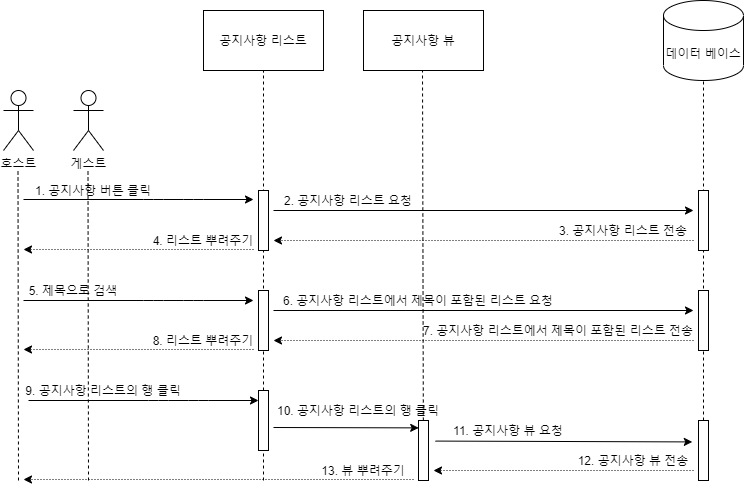 공지사항 리스트
공지사항 뷰
데이터 베이스
호스트
게스트
1. 공지사항 버튼 클릭
2. 공지사항 리스트 요청
3. 공지사항 리스트 전송
4. 리스트 뿌려주기
5. 제목으로 검색
6. 공지사항 리스트에서 제목이 포함된 리스트 요청
7. 공지사항 리스트에서 제목이 포함된 리스트 전송
8. 리스트 뿌려주기
9. 공지사항 리스트의 행 클릭
10. 공지사항 리스트의 행 클릭
11. 공지사항 뷰 요청
12. 공지사항 뷰 전송
13. 뷰 뿌려주기